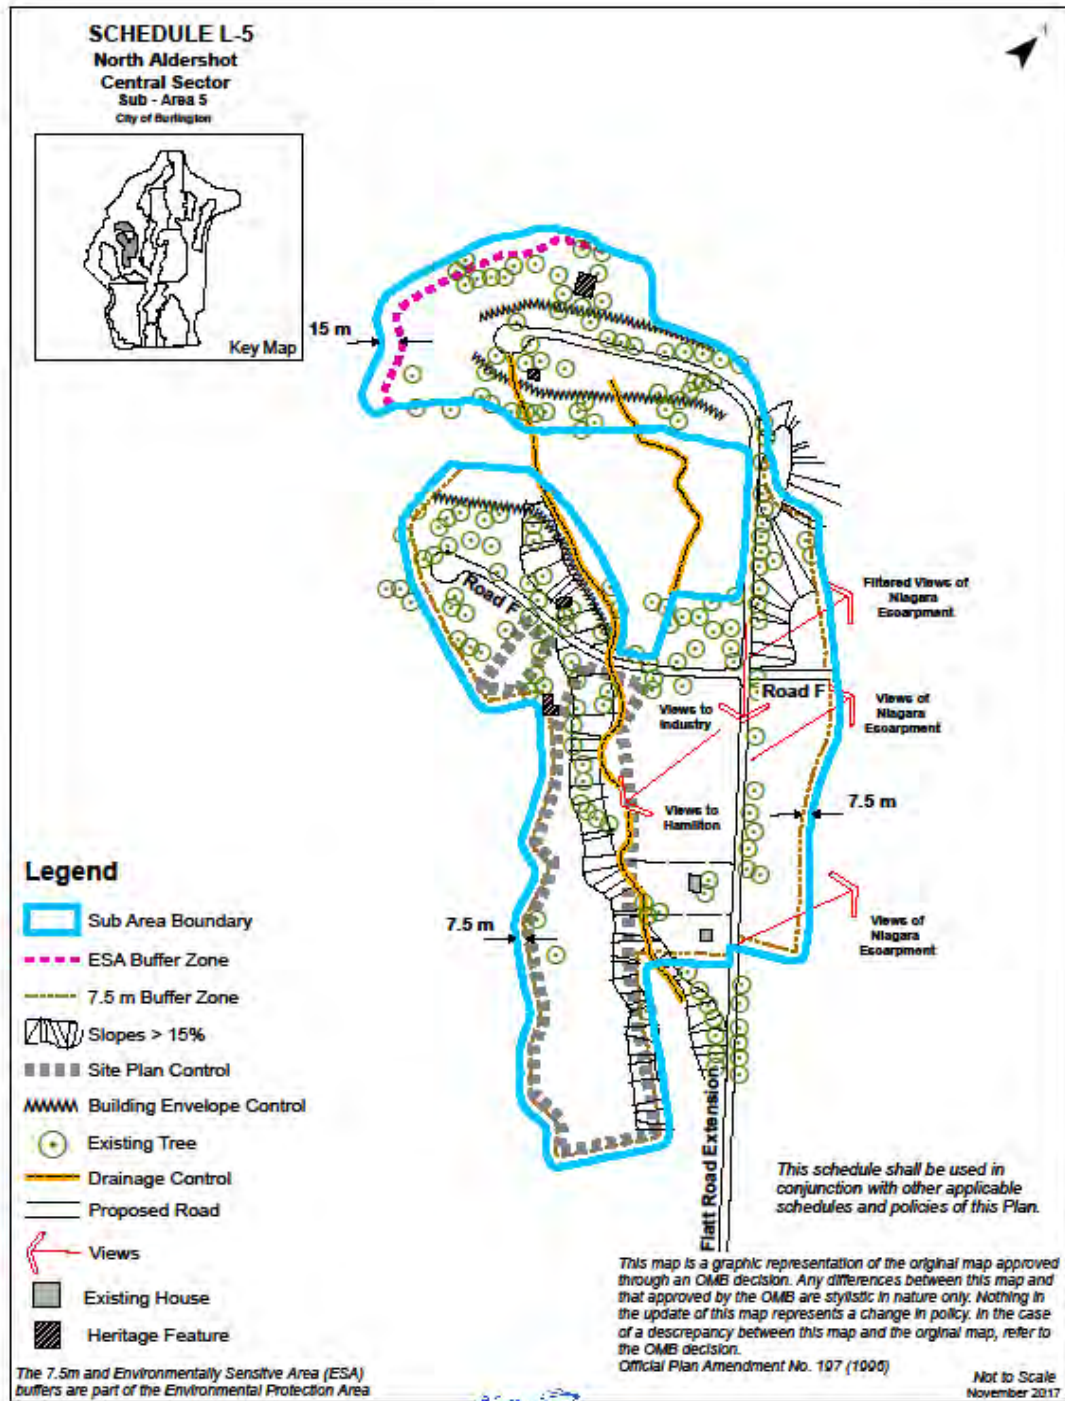 SCHEDULE L-5
North Aldershot
Central Sector
Sub - Area 5
City of Burlington
Key Map
15 m
Road F
Filtered Views of
Niagara
Escarpment
Road F
Views to
Industry
Views of
Niagara
Escarpment
7.5 m
Views to
Hamilton
7.5 m
Views of
Niagara
Escarpment
Flatt Road Extension
Legend
Sub Area Boundary
ESA Buffer Zone
7.5 m Buffer Zone
Slopes > 15%
Site Plan Control
Building Envelope Control
Existing Tree
Drainage Control
Proposed Road
Views
Existing House
Heritage Feature
The 7.5m and Environmentally Sensitve Area (ESA)
buffers are part of the Environmental Protection Area
This schedule shall be used in
conjunction with other applicable
schedules and policies of this Plan.
This map is a graphic representation of the original map approved
through an OMB decision. Any differences between this map and
that approved by the OMB are stylistic in nature only. Nothing in
the update of this map represents a change in policy. In the case
of a descrepancy between this map and the orginal map, refer to
the OMB decision.
Official Plan Amendment No. 197 (1996)
Not to Scale
November 2017